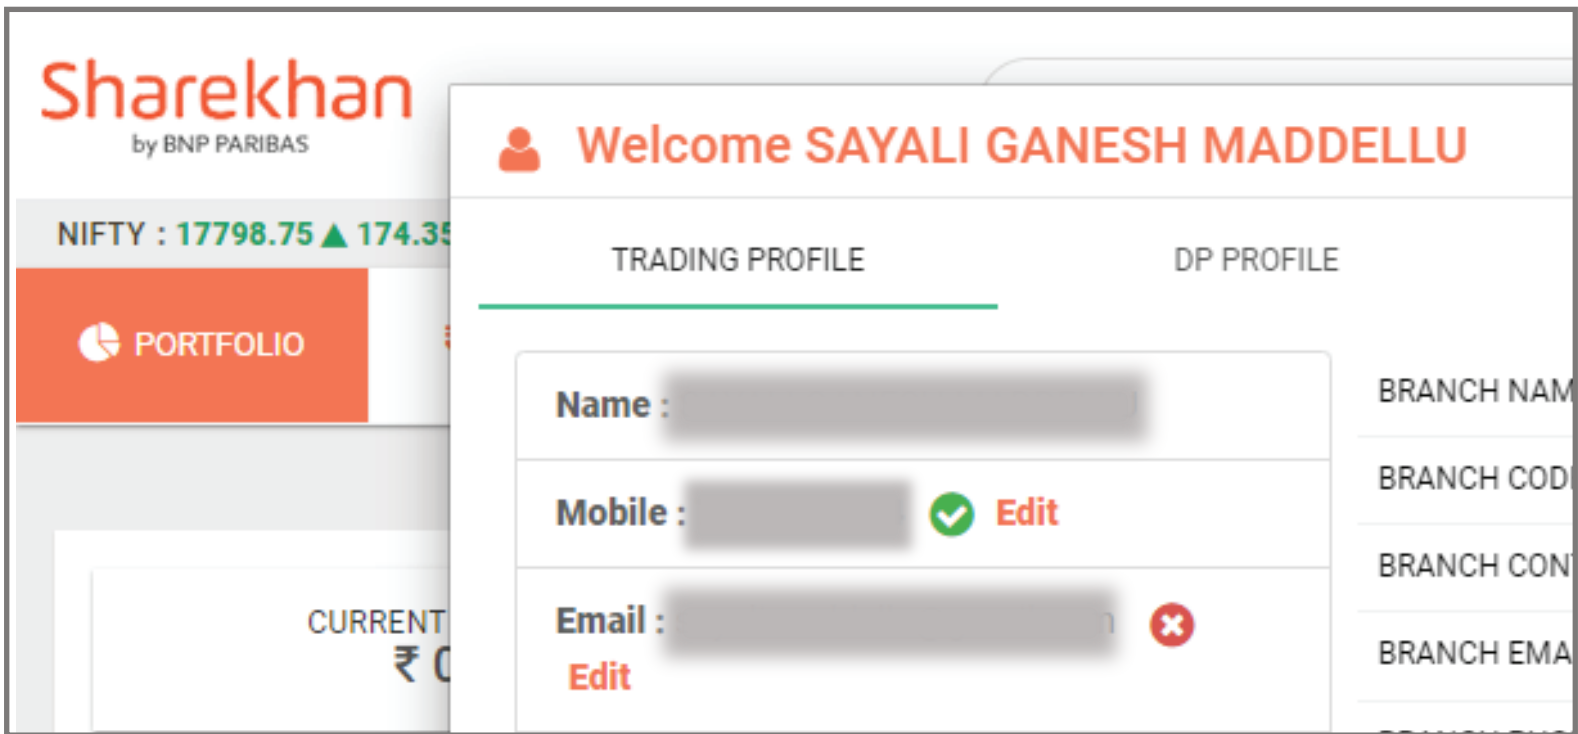 Sharekhan
by BNP PARIBAS
Welcome SAYALI GANESH MADDELLU
NIFTY : 17798.75 ▲ 174.35
TRADING PROFILE DP PROFILE
PORTFOLIO
Name :
BRANCH NAM
Mobile : Edit
BRANCH COD
Email :
Edit
BRANCH CON
BRANCH EMA
CURRENT
₹ 0